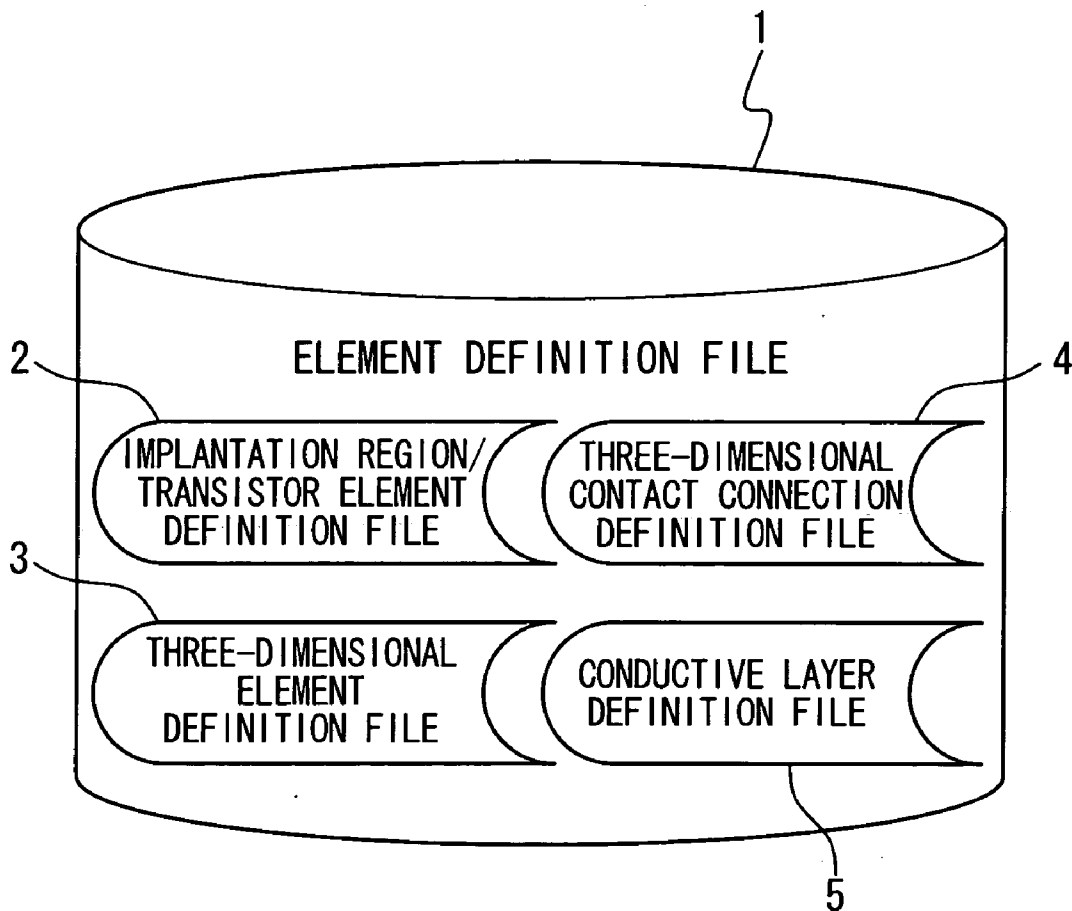 1
ELEMENT DEFINITION FILE
2
4
IMPLANTATION REGION/
TRANSISTOR ELEMENT
DEFINITION FILE
THREE-DIMENSIONAL
CONTACT CONNECTION
DEFINITION FILE
3
THREE-DIMENSIONAL
ELEMENT
DEFINITION FILE
CONDUCTIVE LAYER
DEFINITION FILE
5